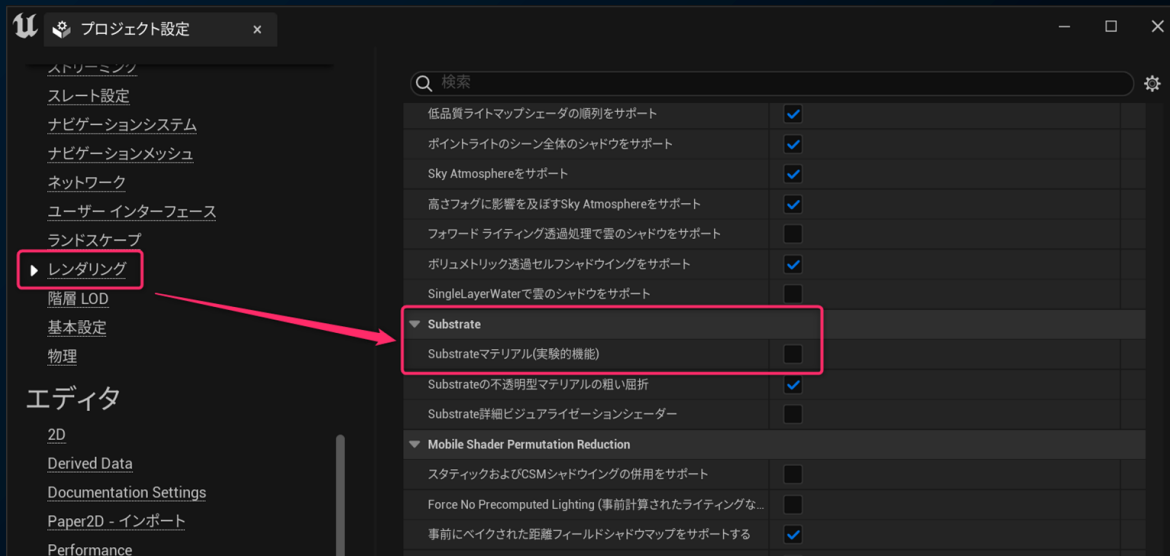 プロジェクト設定
ストリーミング
スレート設定
ナビゲーションシステム
ナビゲーションメッシュ
ネットワーク
ユーザー インターフェース
ランドスケープ
レンダリング
階層 LOD
基本設定
物理
エディタ
2D
Derived Data
Documentation Settings
Paper2D - インポート
Performance
検索
低品質ライトマップシェーダの順列をサポート
ポイントライトのシーン全体のシャドウをサポート
Sky Atmosphereをサポート
高さフォグに影響を及ぼすSky Atmosphereをサポート
フォワード ライティング透過処理で雲のシャドウをサポート
ボリュメトリック透過セルフシャドウイングをサポート
SingleLayerWaterで雲のシャドウをサポート
Substrate
Substrateマテリアル(実験的機能)
Substrateの不透明型マテリアルの粗い屈折
Substrate詳細ビジュアライゼーションシェーダー
Mobile Shader Permutation Reduction
スタティックおよびCSMシャドウイングの併用をサポート
Force No Precomputed Lighting (事前計算されたライティングな...
事前にベイクされた距離フィールドシャドウマップをサポートする